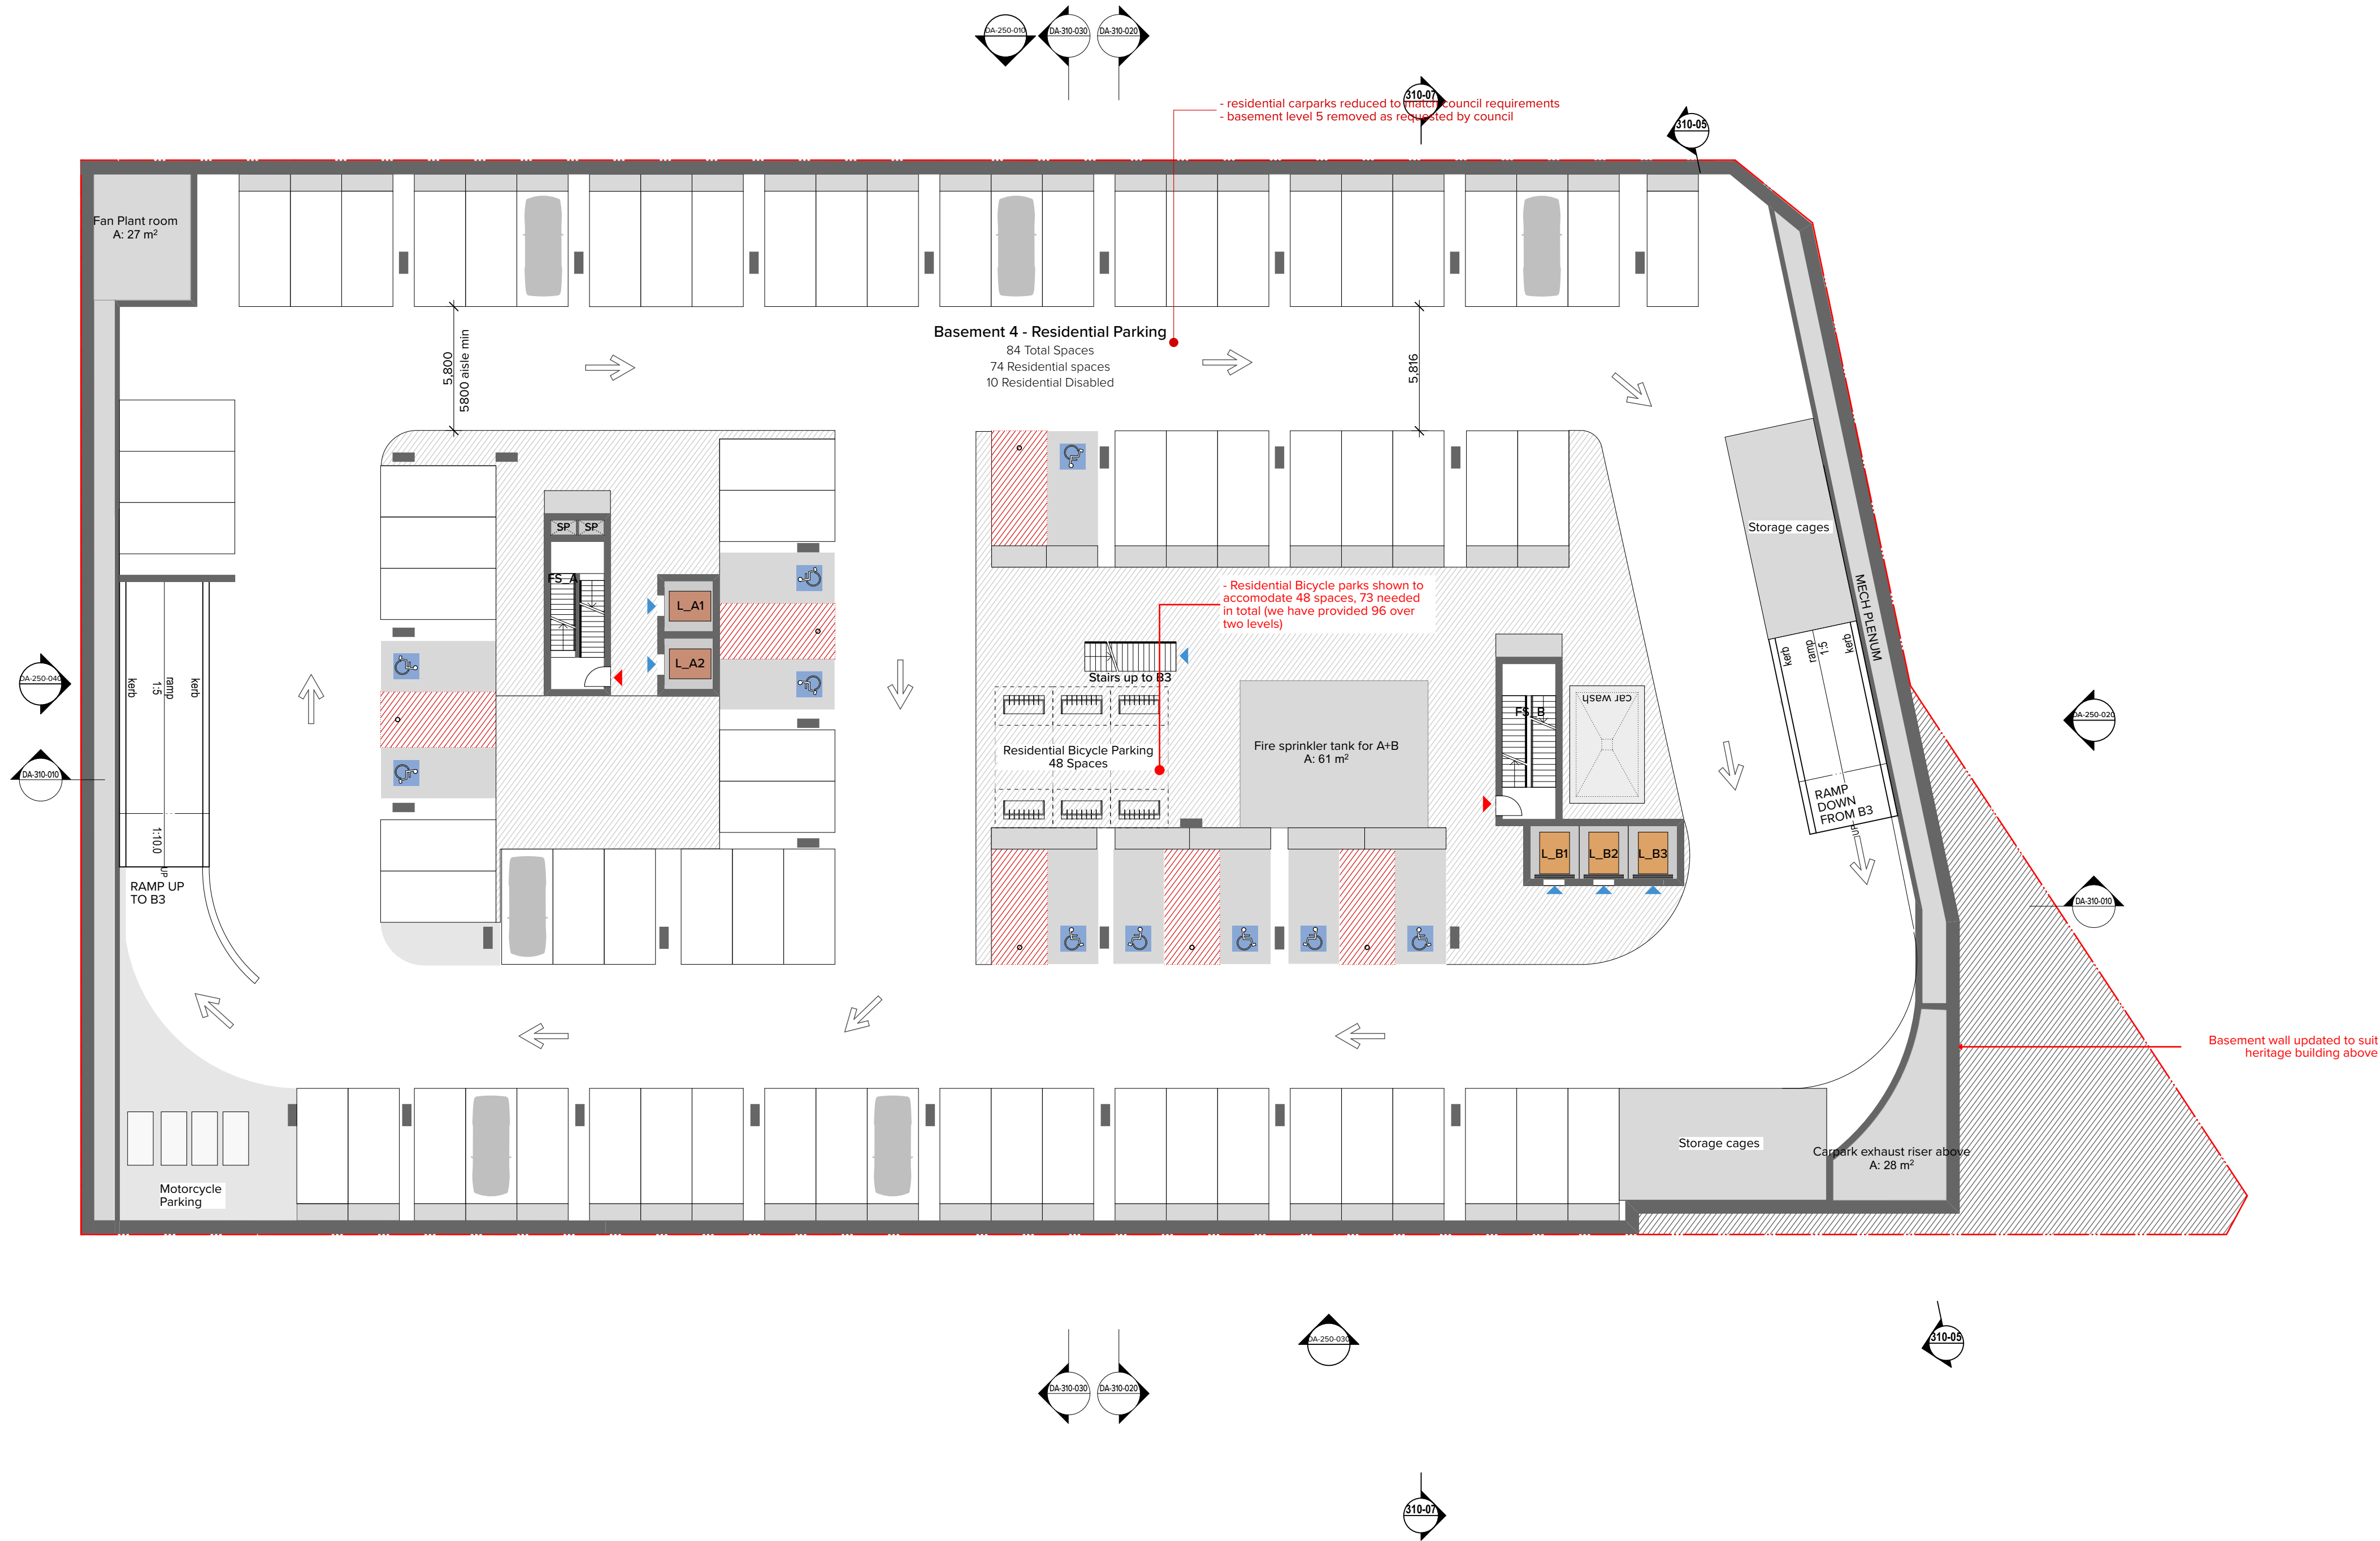 DA-250-010
DA-310-030
DA-310-020
310-07
- residential carparks reduced to match council requirements
- basement level 5 removed as requested by council
310-05
Fan Plant room
A: 27 m²
Basement 4 - Residential Parking
84 Total Spaces
74 Residential spaces
10 Residential Disabled
5,800
5800 aisle min
5,816
SP
SP
FS_A
L_A1
L_A2
Storage cages
MECH PLENUM
- Residential Bicycle parks shown to
accomodate 48 spaces, 73 needed
in total (we have provided 96 over
two levels)
Stairs up to B3
kerb
ramp
1:5
kerb
DA-250-040
kerb
1:5
ramp
kerb
car wash
FS_B
DA-250-020
Residential Bicycle Parking
48 Spaces
Fire sprinkler tank for A+B
A: 61 m²
DA-310-010
RAMP
DOWN
FROM B3
UP
1:10.0
UP
RAMP UP
TO B3
L_B1
L_B2
L_B3
DA-310-010
Basement wall updated to suit
heritage building above
Storage cages
Carpark exhaust riser above
A: 28 m²
Motorcycle
Parking
DA-250-030
310-05
DA-310-030
DA-310-020
310-07